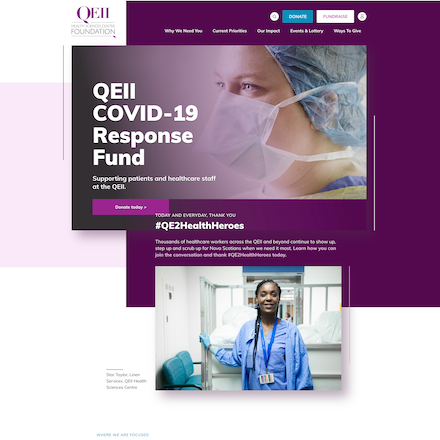 QEII
HEALTH SCIENCES CENTRE
FOUNDATION
DONATE
FUNDRAISE
Why We Need You
Current Priorities
Our Impact
Events & Lottery
Ways To Give
QEII
COVID-19
Response
Fund
Supporting patients and healthcare staff
at the QEII.
Donate today >
TODAY AND EVERYDAY, THANK YOU
#QE2HealthHeroes
Thousands of healthcare workers across the QEII and beyond continue to show up,
step up and scrub up for Nova Scotians when we need it most. Learn how you can
join the conversation and thank #QE2HealthHeroes today.
Taylor, Linen
Services, QEII Health
Sciences Centre
WHERE WE ARE FOCUSED